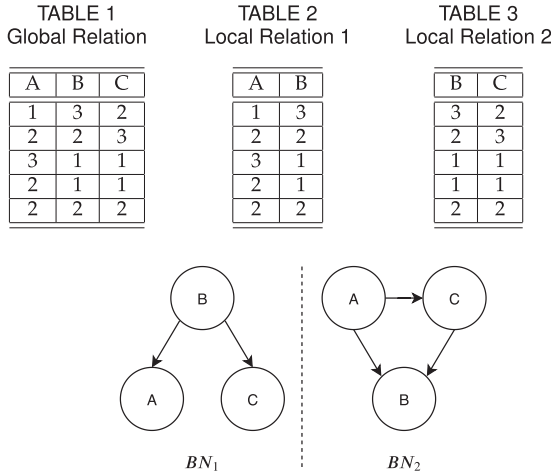 TABLE 1
Global Relation
A B C
1 3 2
2 2 3
3 1 1
2 1 1
2 2 2
TABLE 2
Local Relation 1
A B
1 3
2 2
3 1
2 1
2 2
TABLE 3
Local Relation 2
B C
3 2
2 3
1 1
1 1
2 2
B
A C
BN1
A C
B
BN2